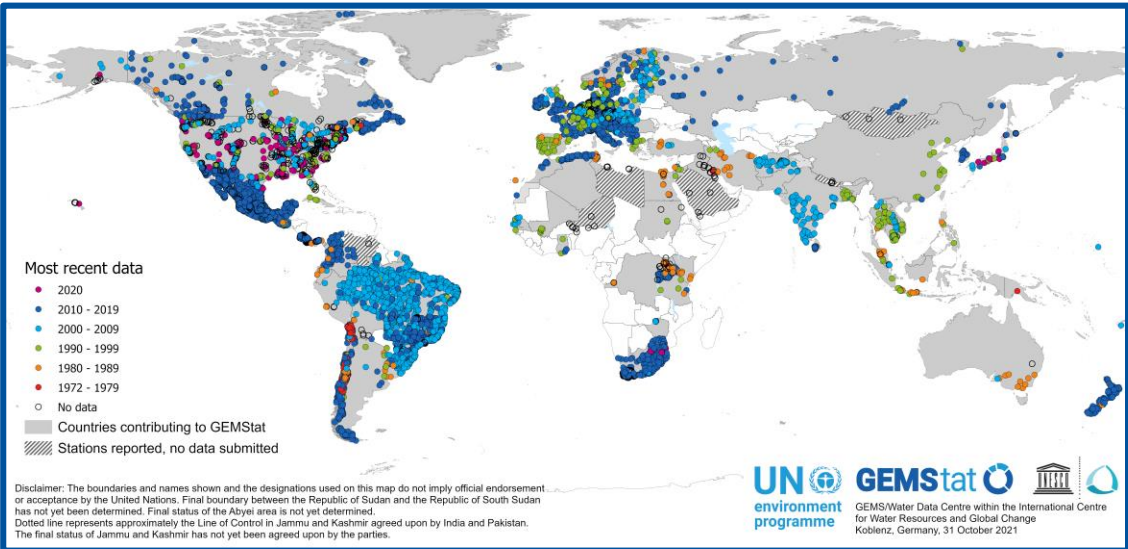 Most recent data
2020
2010 - 2019
2000 - 2009
1990 - 1999
1980 - 1989
1972 - 1979
No data
Countries contributing to GEMStat
Stations reported, no data submitted
Disclaimer: The boundaries and names shown and the designations used on this map do not imply official endorsement
or acceptance by the United Nations. Final boundary between the Republic of Sudan and the Republic of South Sudan
has not yet been determined. Final status of the Abyei area is not yet determined.
Dotted line represents approximately the Line of Control in Jammu and Kashmir agreed upon by India and Pakistan.
The final status of Jammu and Kashmir has not yet been agreed upon by the parties.
UN
environment
programme
GEMStat
unesco
GEMS/Water Data Centre within the International Centre
for Water Resources and Global Change
Koblenz, Germany, 31 October 2021